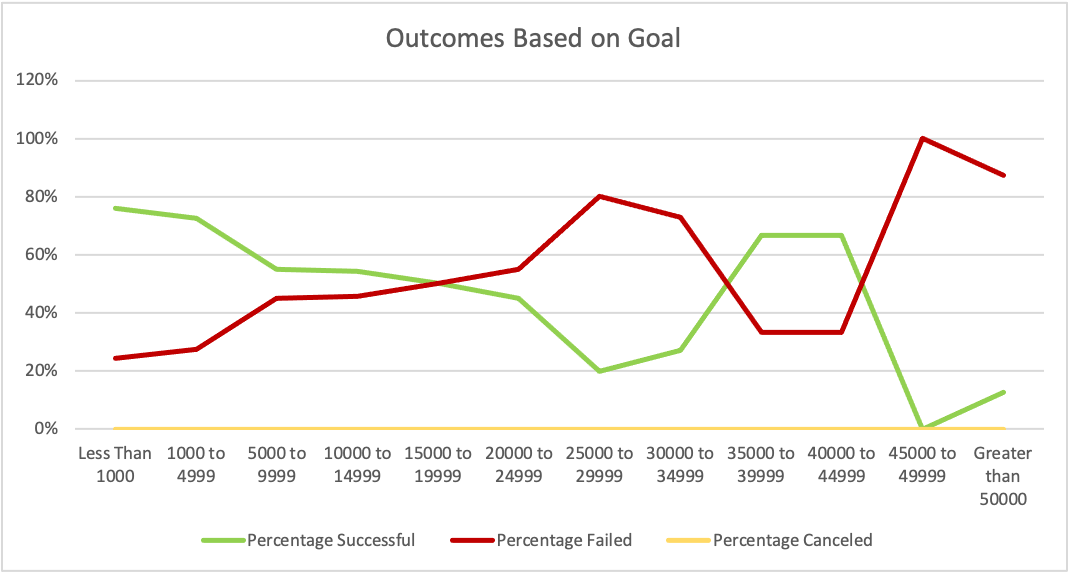 Outcomes Based on Goal
120%
100%
80%
60%
40%
20%
0%
Less Than 1000 to 5000 to 10000 to 15000 to 20000 to 25000 to 30000 to 35000 to 40000 to 45000 to Greater
1000 4999 9999 14999 19999 24999 29999 34999 39999 44999 49999 than
50000
Percentage Successful Percentage Failed Percentage Canceled